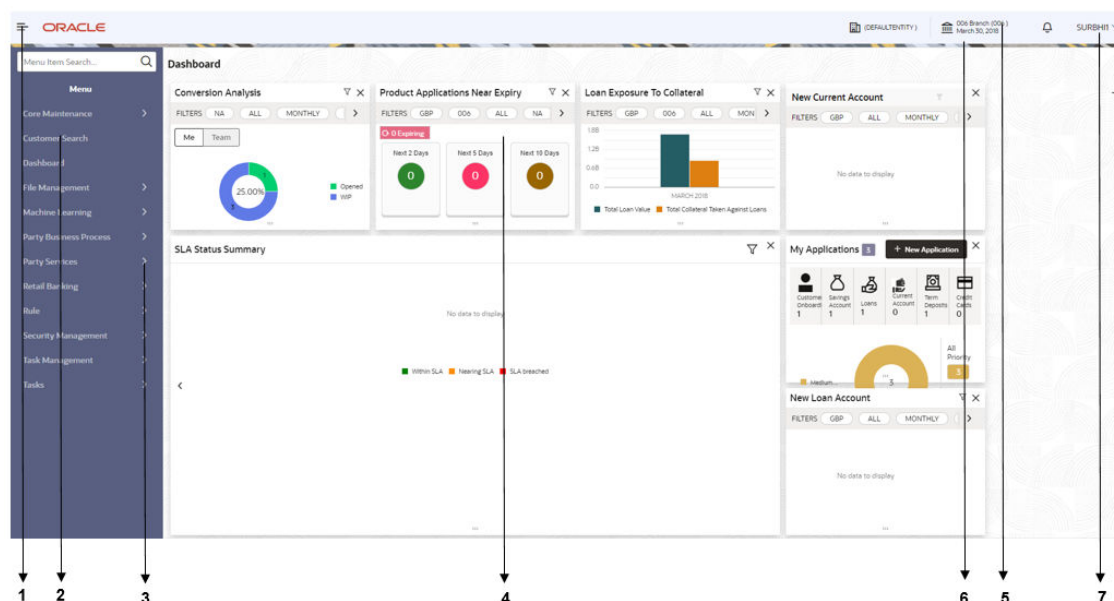 ORACLE
(DEFAULTENTITY)
006 Branch (006)
March 30, 2018
SURBHI1
Menu Item Search...
Menu
Core Maintenance
Customer Search
Dashboard
File Management
Machine Learning
Party Business Process
Party Services
Retail Banking
Rule
Security Management
Task Management
Tasks
Dashboard
Conversion Analysis
FILTERS NA ALL MONTHLY
Me Team
25.00%
3
Opened
WIP
Product Applications Near Expiry
FILTERS GBP 006 ALL NA
0 Expiring
Next 2 Days Next 5 Days Next 10 Days
0 0 0
Loan Exposure To Collateral
FILTERS GBP 006 ALL MON
1.8B
1.2B
0.6B
0.0
MARCH 2018
Total Loan Value Total Collateral Taken Against Loans
New Current Account
FILTERS GBP ALL MONTHLY
No data to display
SLA Status Summary
No data to display
Within SLA Nearing SLA SLA breached
My Applications 3 + New Application
Custome Onboardi 1
Savings Account 1
Loans 1
Current Account 0
Term Deposits 1
Credit Cards 0
All Priority
3
Medium...
3
New Loan Account
FILTERS GBP ALL MONTHLY
No data to display
1 2 3 4 6 5 7